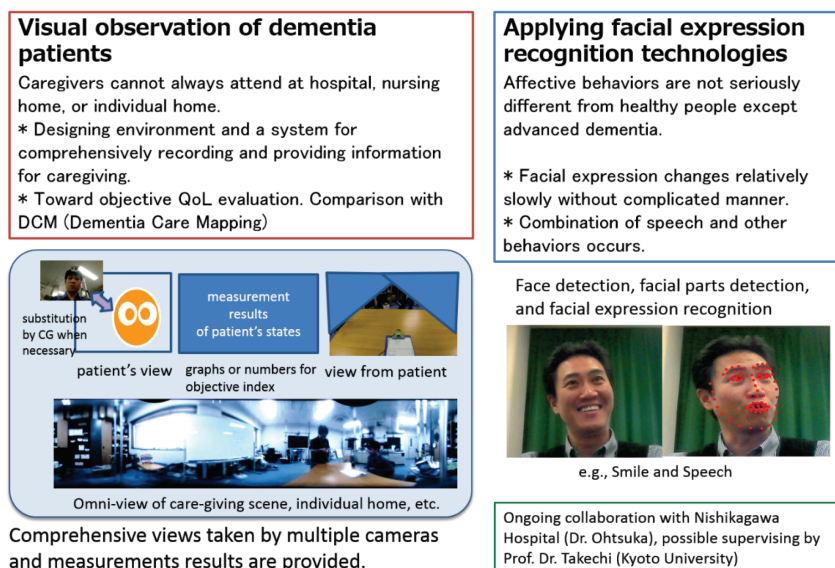 Visual observation of dementia
patients
Caregivers cannot always attend at hospital, nursing
home, or individual home.
* Designing environment and a system for
comprehensively recording and providing information
for caregiving.
* Toward objective QoL evaluation. Comparison with
DCM (Dementia Care Mapping)
substitution
by CG when
necessary
patient's view
measurement
results
of patient's states
graphs or numbers for
objective index
view from patient
Omni-view of care-giving scene, individual home, etc.
Comprehensive views taken by multiple cameras
and measurements results are provided.
Applying facial expression
recognition technologies
Affective behaviors are not seriously
different from healthy people except
advanced dementia.
* Facial expression changes relatively
slowly without complicated manner.
* Combination of speech and other
behaviors occurs.
Face detection, facial parts detection,
and facial expression recognition
e.g., Smile and Speech
Ongoing collaboration with Nishikagawa
Hospital (Dr. Ohtsuka), possible supervising by
Prof. Dr. Takechi (Kyoto University)